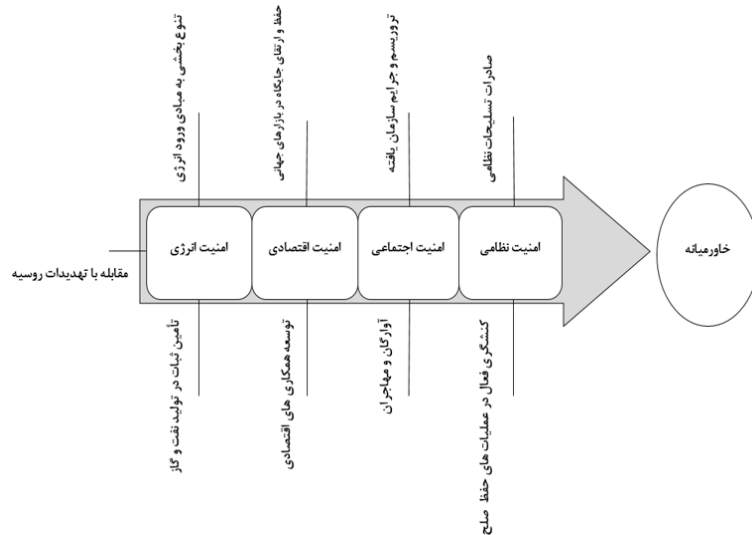 تنوع بخشی به مبادی ورود انرژی
حفظ و ارتقای جایگاه در بازارهای جهانی
تروریسم و جرایم سازمان یافته
صادرات تسلیحات نظامی
مقابله با تهدیدات روسیه
امنیت انرژی
امنیت اقتصادی
امنیت اجتماعی
امنیت نظامی
خاورمیانه
تأمین ثبات در تولید نفت و گاز
توسعه همکاری های اقتصادی
آوارگان و مهاجران
کنشگری فعال در عملیات های حفظ صلح